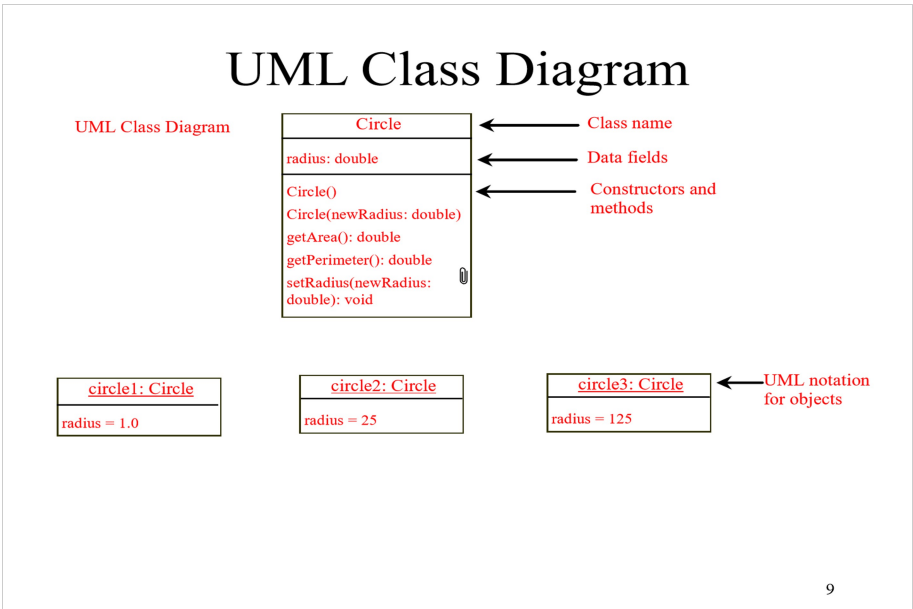 UML Class Diagram
UML Class Diagram
Circle
Class name
radius: double
Data fields
Circle()
Circle(newRadius: double)
getArea(): double
getPerimeter(): double
setRadius(newRadius:
double): void
Constructors and
methods
circle1: Circle
radius = 1.0
circle2: Circle
radius = 25
circle3: Circle
radius = 125
UML notation
for objects
9